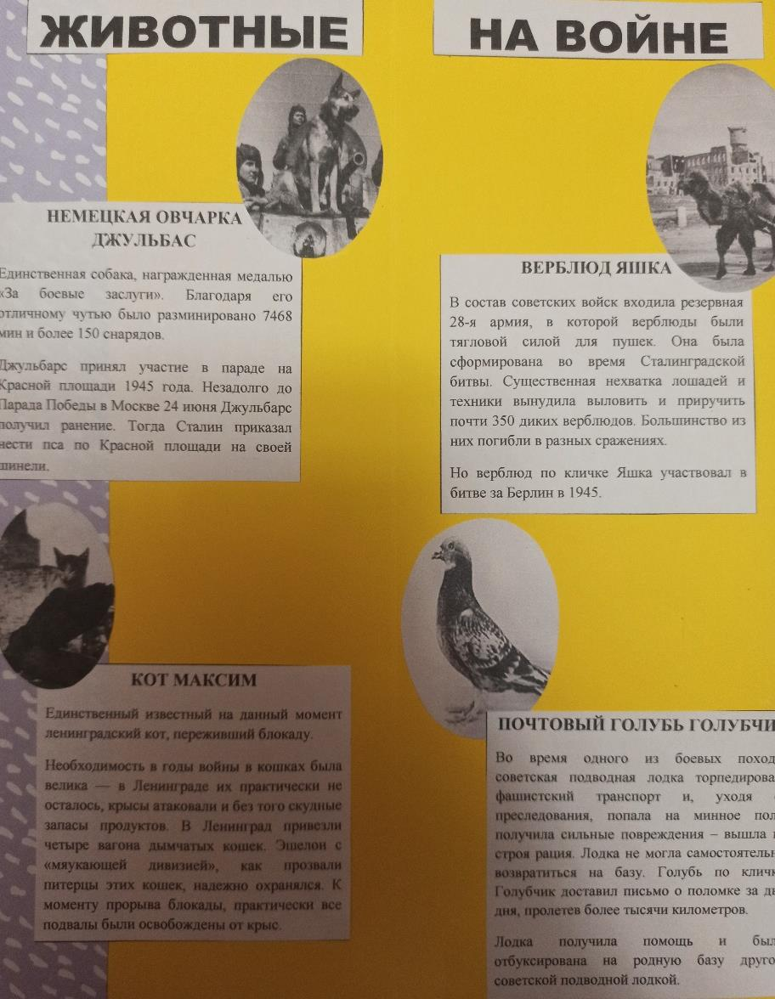 ЖИВОТНЫЕ НА ВОЙНЕ
НЕМЕЦКАЯ ОВЧАРКА
ДЖУЛЬБАС
Единственная собака, награжденная медалью
«За боевые заслуги». Благодаря его
отличному чутью было разминировано 7468
мин и более 150 снарядов.
Джульбарс принял участие в параде на
Красной площади 1945 года. Незадолго до
Парада Победы в Москве 24 июня Джульбарс
получил ранение. Тогда Сталин приказал
нести пса по Красной площади на своей
шинели.
ВЕРБЛЮД ЯШКА
В состав советских войск входила резервная
28-я армия, в которой верблюды были
тягловой силой для пушек. Она была
сформирована во время Сталинградской
битвы. Существенная нехватка лошадей и
техники вынудила выловить и приручить
почти 350 диких верблюдов. Большинство из
них погибли в разных сражениях.
Но верблюд по кличке Яшка участвовал в
битве за Берлин в 1945.
КОТ МАКСИМ
Единственный известный на данный момент
ленинградский кот, переживший блокаду.
Необходимость в годы войны в кошках была
велика — в Ленинграде их практически не
осталось, крысы атаковали и без того скудные
запасы продуктов. В Ленинград привезли
четыре вагона дымчатых кошек. Эшелон с
«мяукающей дивизией», как прозвали
питерцы этих кошек, надежно охранялся. К
моменту прорыва блокады, практически все
подвалы были освобождены от крыс.
ПОЧТОВЫЙ ГОЛУБЬ ГОЛУБЧИ
Во время одного из боевых поход
советская подводная лодка торпедирова
фашистский транспорт и, уходя
преследования, попала на минное пол
получила сильные повреждения – вышла
строя рация. Лодка не могла самостоятельн
возвратиться на базу. Голубь по кличк
Голубчик доставил письмо о поломке за дв
дня, пролетев более тысячи километров.
Лодка получила помощь и был
отбуксирована на родную базу друго
советской подводной лодкой.